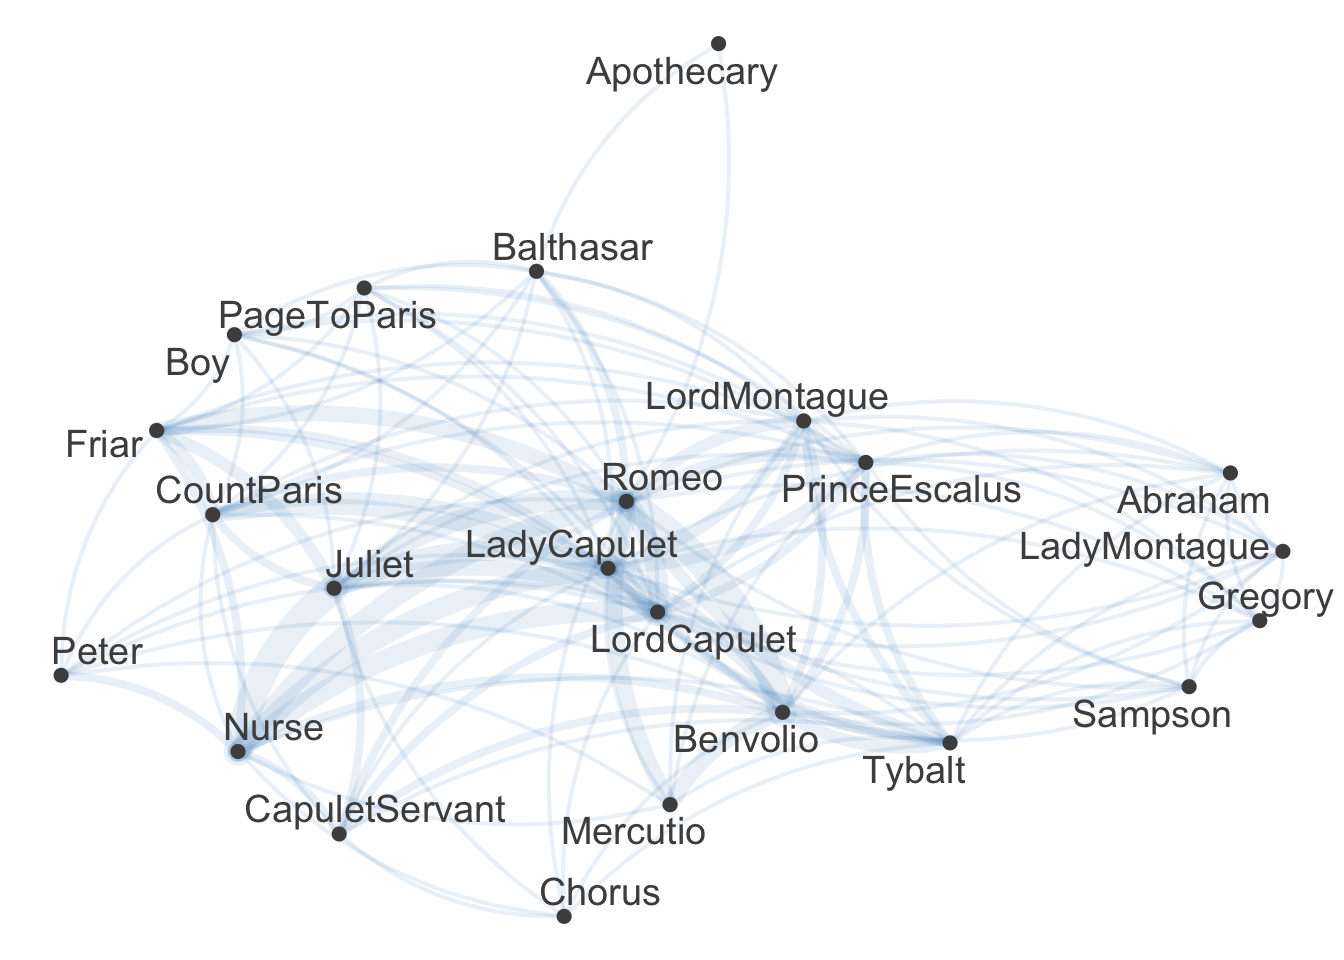 Apothecary
Balthasar
PageToParis
Boy
LordMontague
Friar
Romeo
CountParis
PrinceEscalus
Abraham
LadyCapulet
LadyMontague
Juliet
Gregory
LordCapulet
Peter
Sampson
Nurse
Benvolio
Tybalt
CapuletServant
Mercutio
Chorus